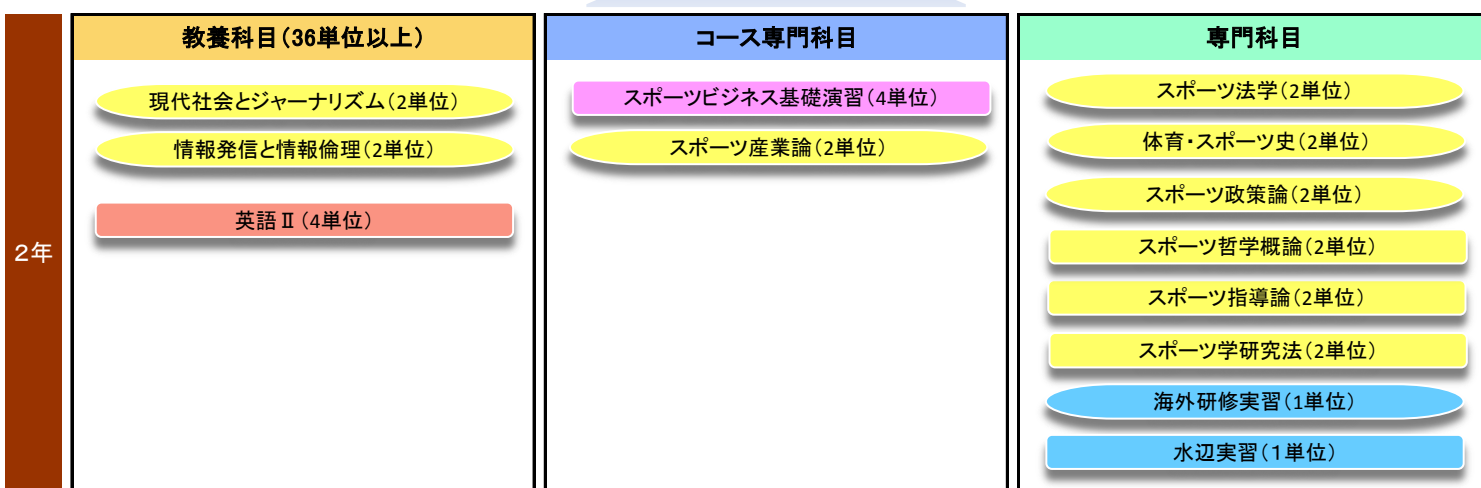 教養科目（36単位以上）
現代社会とジャーナリズム（2単位）
情報発信と情報倫理（2単位）
英語Ⅱ（4単位）
コース専門科目
スポーツビジネス基礎演習（4単位）
スポーツ産業論（2単位）
専門科目
スポーツ法学（2単位）
体育・スポーツ史（2単位）
スポーツ政策論（2単位）
スポーツ哲学概論（2単位）
スポーツ指導論（2単位）
スポーツ学研究法（2単位）
海外研修実習（1単位）
水辺実習（１単位）
２年